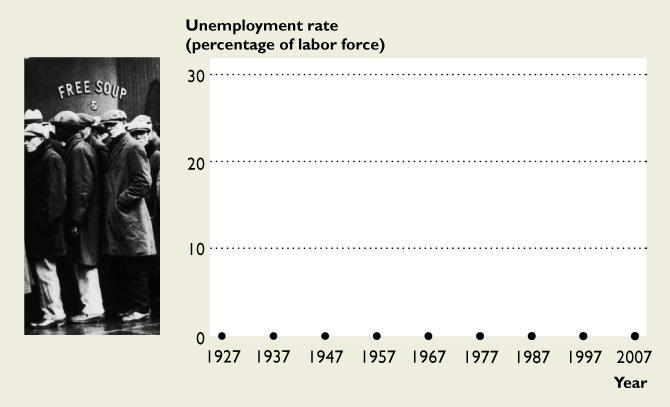 Unemployment rate
(percentage of labor force)
FREE SOUP
&
30
20
10
0
1927 1937 1947 1957 1967 1977 1987 1997 2007
Year